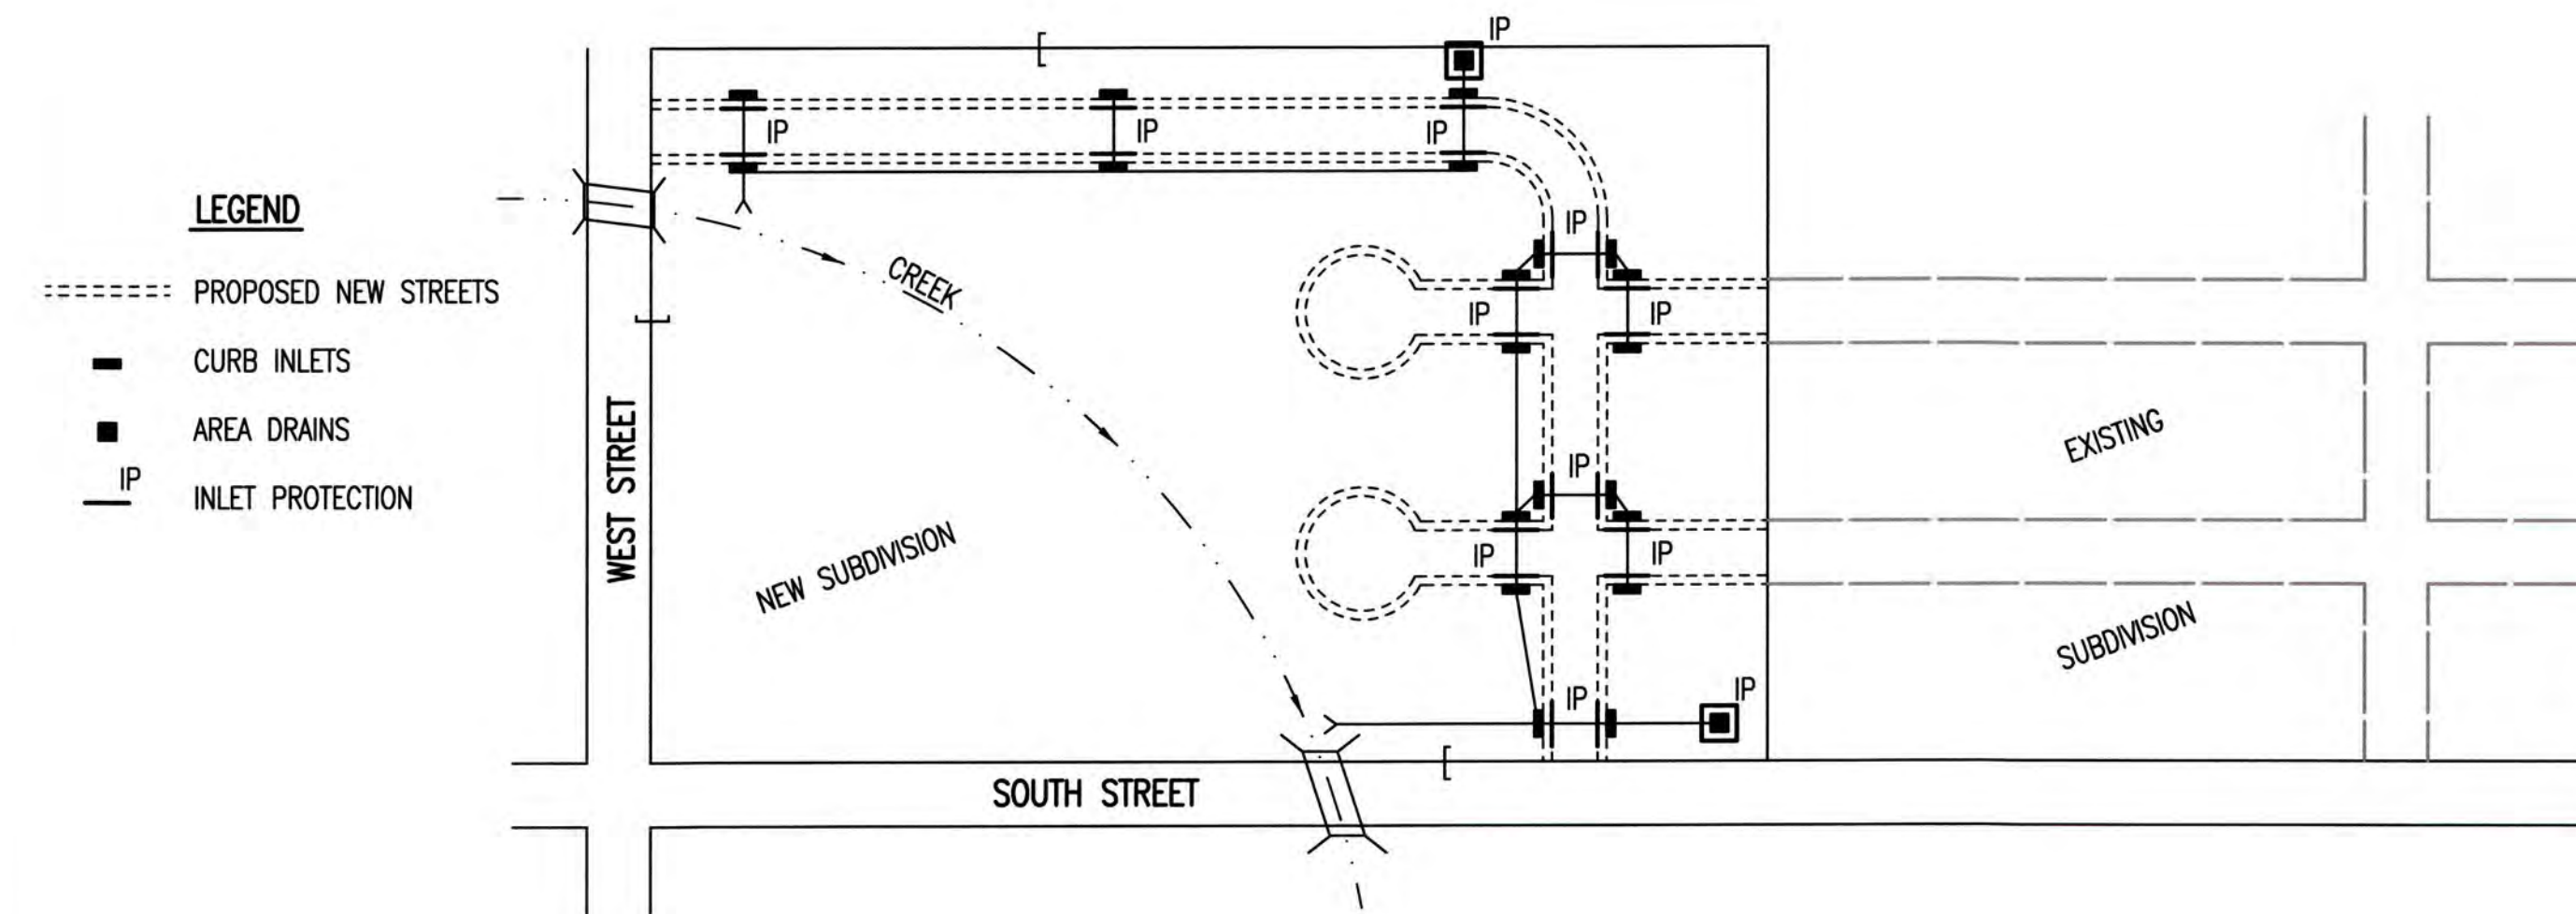 LEGEND
PROPOSED NEW STREETS
CURB INLETS
AREA DRAINS
IP
INLET PROTECTION
IP
IP
IP
IP
IP
IP
IP
IP
IP
IP
IP
IP
CREEK
WEST STREET
NEW SUBDIVISION
SOUTH STREET
EXISTING
SUBDIVISION